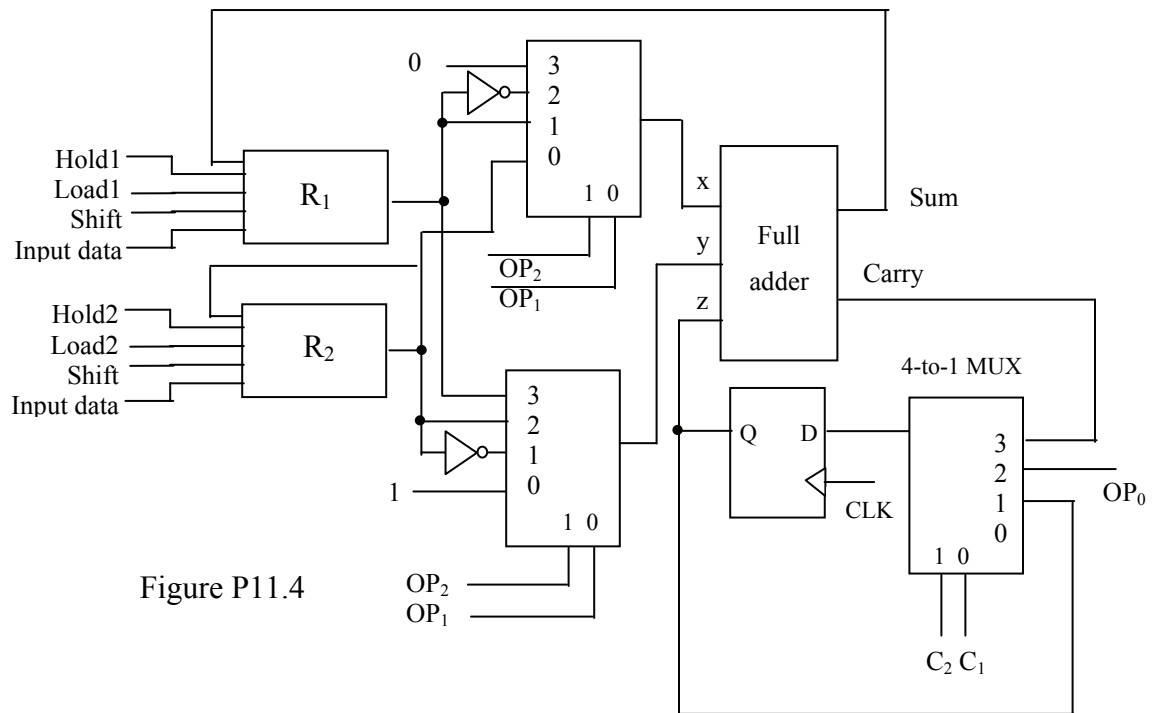 0
3
2
1
0
1 0
OP₂
OP₁
Hold1
Load1
Shift
Input data
R₁
Hold2
Load2
Shift
Input data
R₂
x
y
z
Full
adder
Sum
Carry
3
2
1
0
1
1 0
OP₂
OP₁
Q D
CLK
4-to-1 MUX
3
2
1
0
OP₀
1 0
C₂ C₁
Figure P11.4